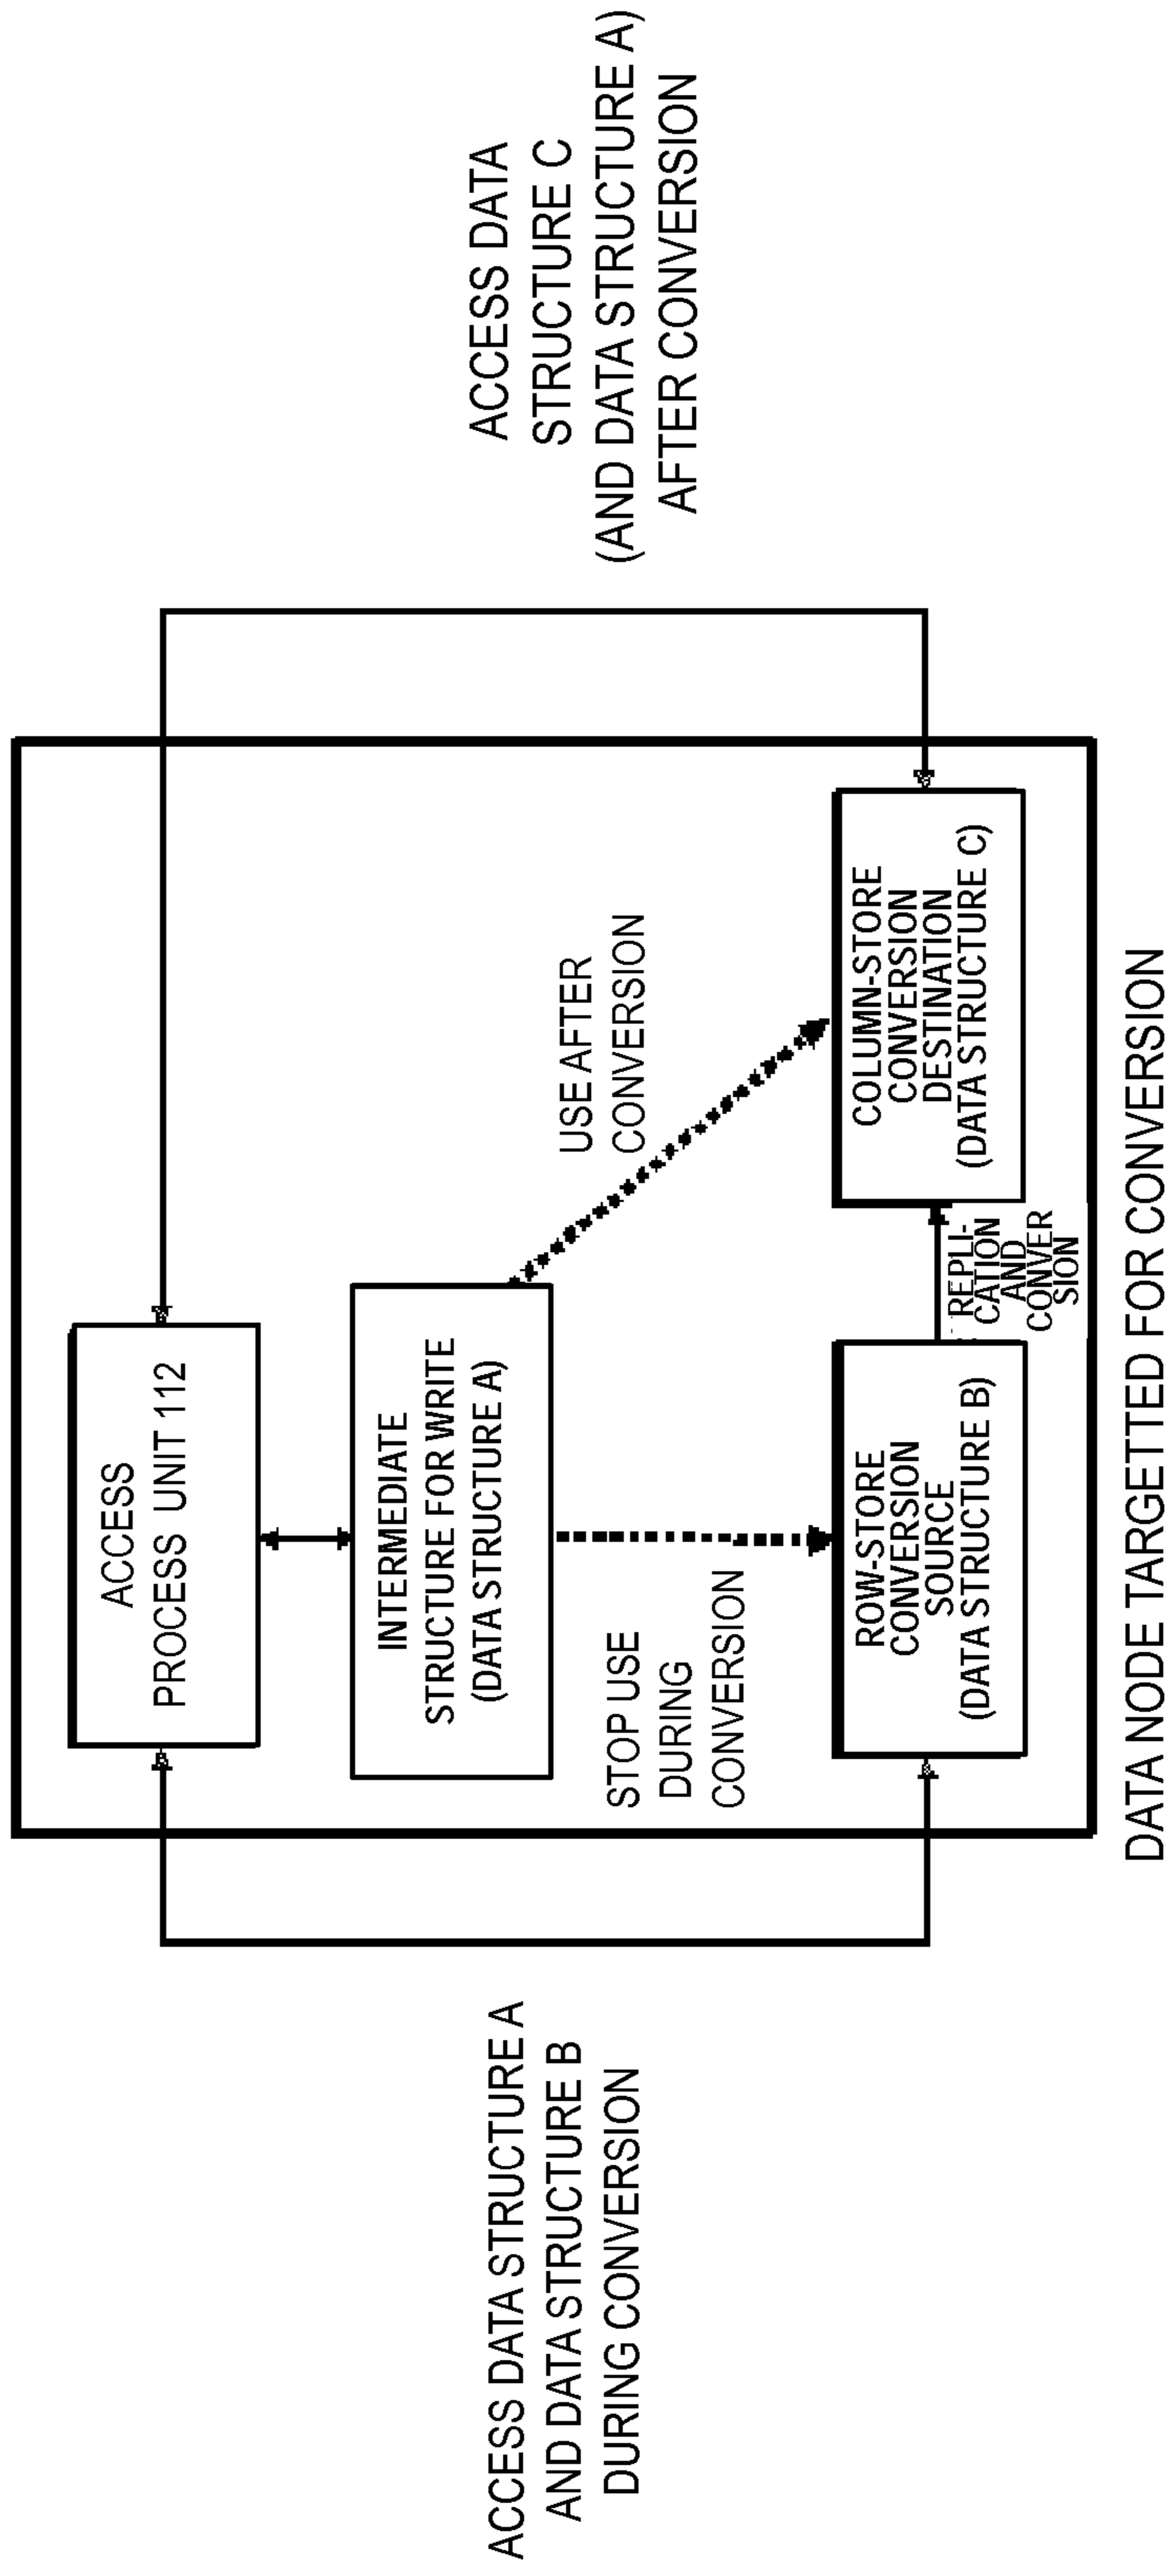 ACCESS DATA STRUCTURE A
AND DATA STRUCTURE B
DURING CONVERSION
ACCESS
PROCESS UNIT 112
INTERMEDIATE
STRUCTURE FOR WRITE
(DATA STRUCTURE A)
STOP USE
DURING
CONVERSION
USE AFTER
CONVERSION
ROW-STORE
CONVERSION
SOURCE
(DATA STRUCTURE B)
REPLI-
CATION
AND
CONVER
SION
COLUMN-STORE
CONVERSION
DESTINATION
(DATA STRUCTURE C)
ACCESS DATA
STRUCTURE C
(AND DATA STRUCTURE A)
AFTER CONVERSION
DATA NODE TARGETTED FOR CONVERSION